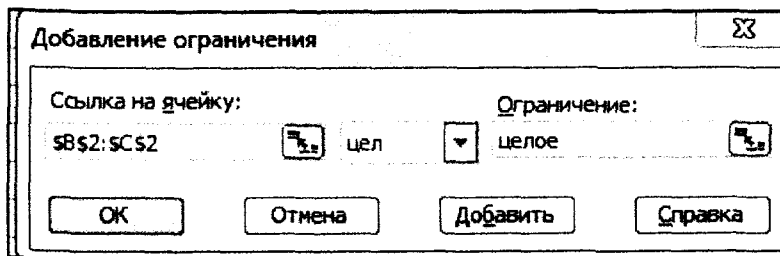 Добавление ограничения
Ссылка на ячейку: Ограничение:
$B$2:$C$2 цел целое
ОК Отмена Добавить Справка